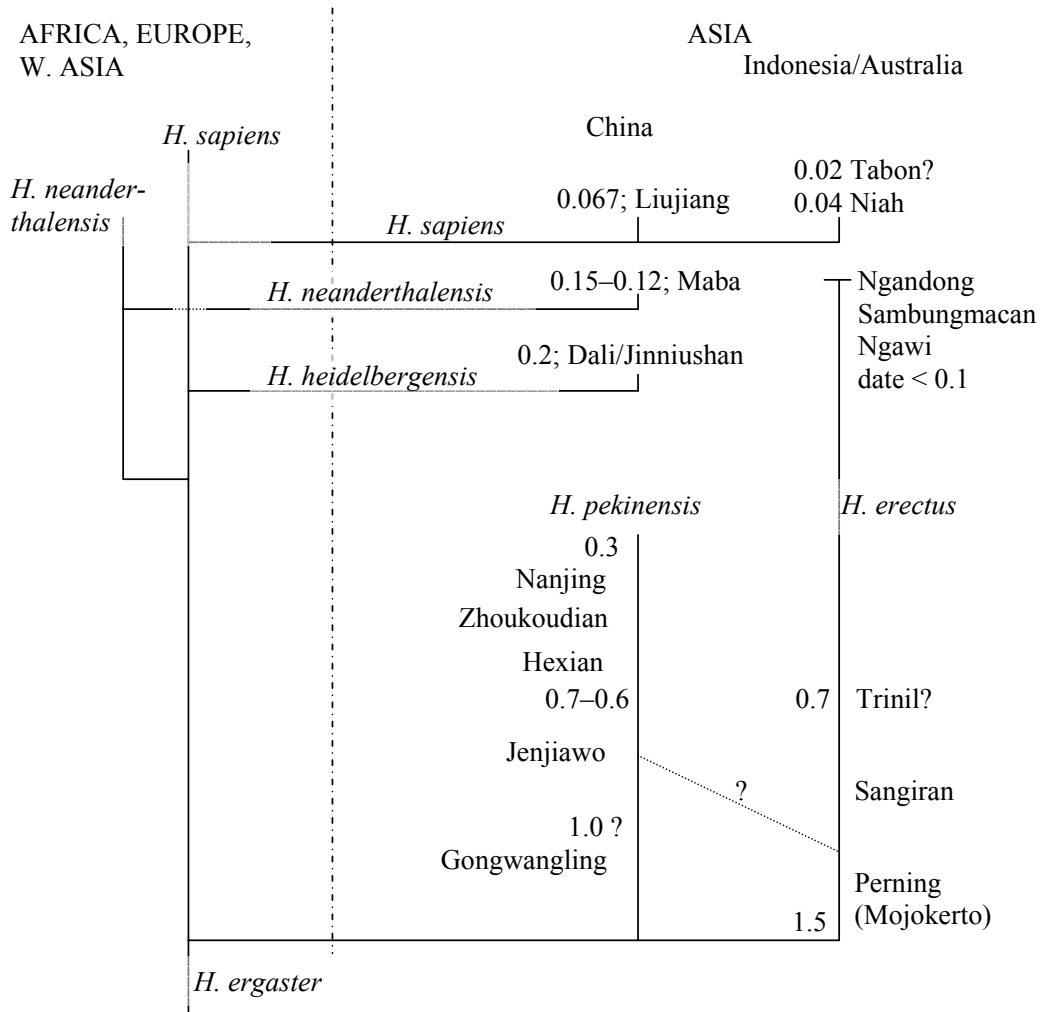 AFRICA, EUROPE,
W. ASIA
ASIA
Indonesia/Australia
China
H. sapiens
H. neander-
thalensis
0.02 Tabon?
0.04 Niah
0.067; Liujiang
H. sapiens
0.15–0.12; Maba
H. neanderthalensis
Ngandong
Sambungmacan
Ngawi
date < 0.1
0.2; Dali/Jinniushan
H. heidelbergensis
H. pekinensis
H. erectus
0.3
Nanjing
Zhoukoudian
Hexian
0.7–0.6
0.7
Trinil?
Jenjiawo
?
Sangiran
1.0 ?
Gongwangling
Perning
(Mojokerto)
1.5
H. ergaster